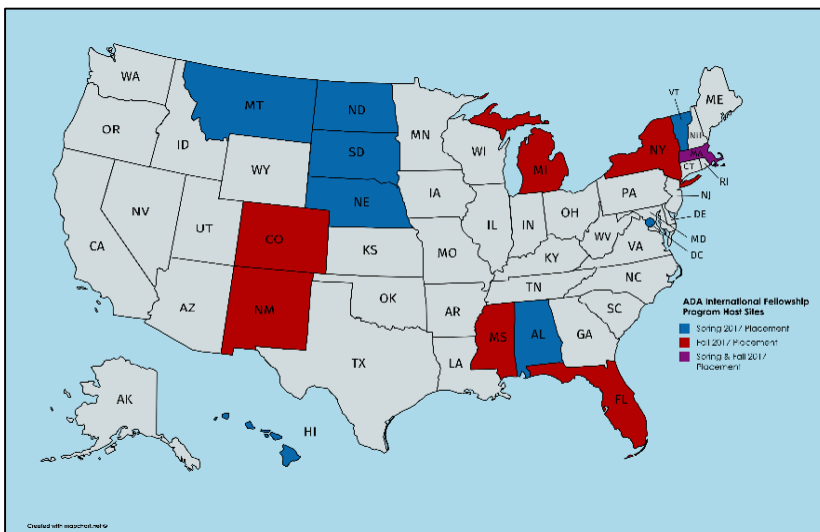 WA
MT
ND
MN
VT
ME
OR
ID
SD
WI
MI
NY
NH
MA
WY
CT
RI
IA
NE
PA
NJ
NV
UT
OH
DE
IL
IN
CO
WV
MD
CA
KS
MO
VA
DC
KY
NC
TN
OK
AZ
NM
AR
SC
ADA International Fellowship
Program Host Sites
MS
AL
GA
Spring 2017 Placement
Fall 2017 Placement
TX
LA
Spring & Fall 2017
Placement
AK
FL
HI
Created with mapchart.net ©